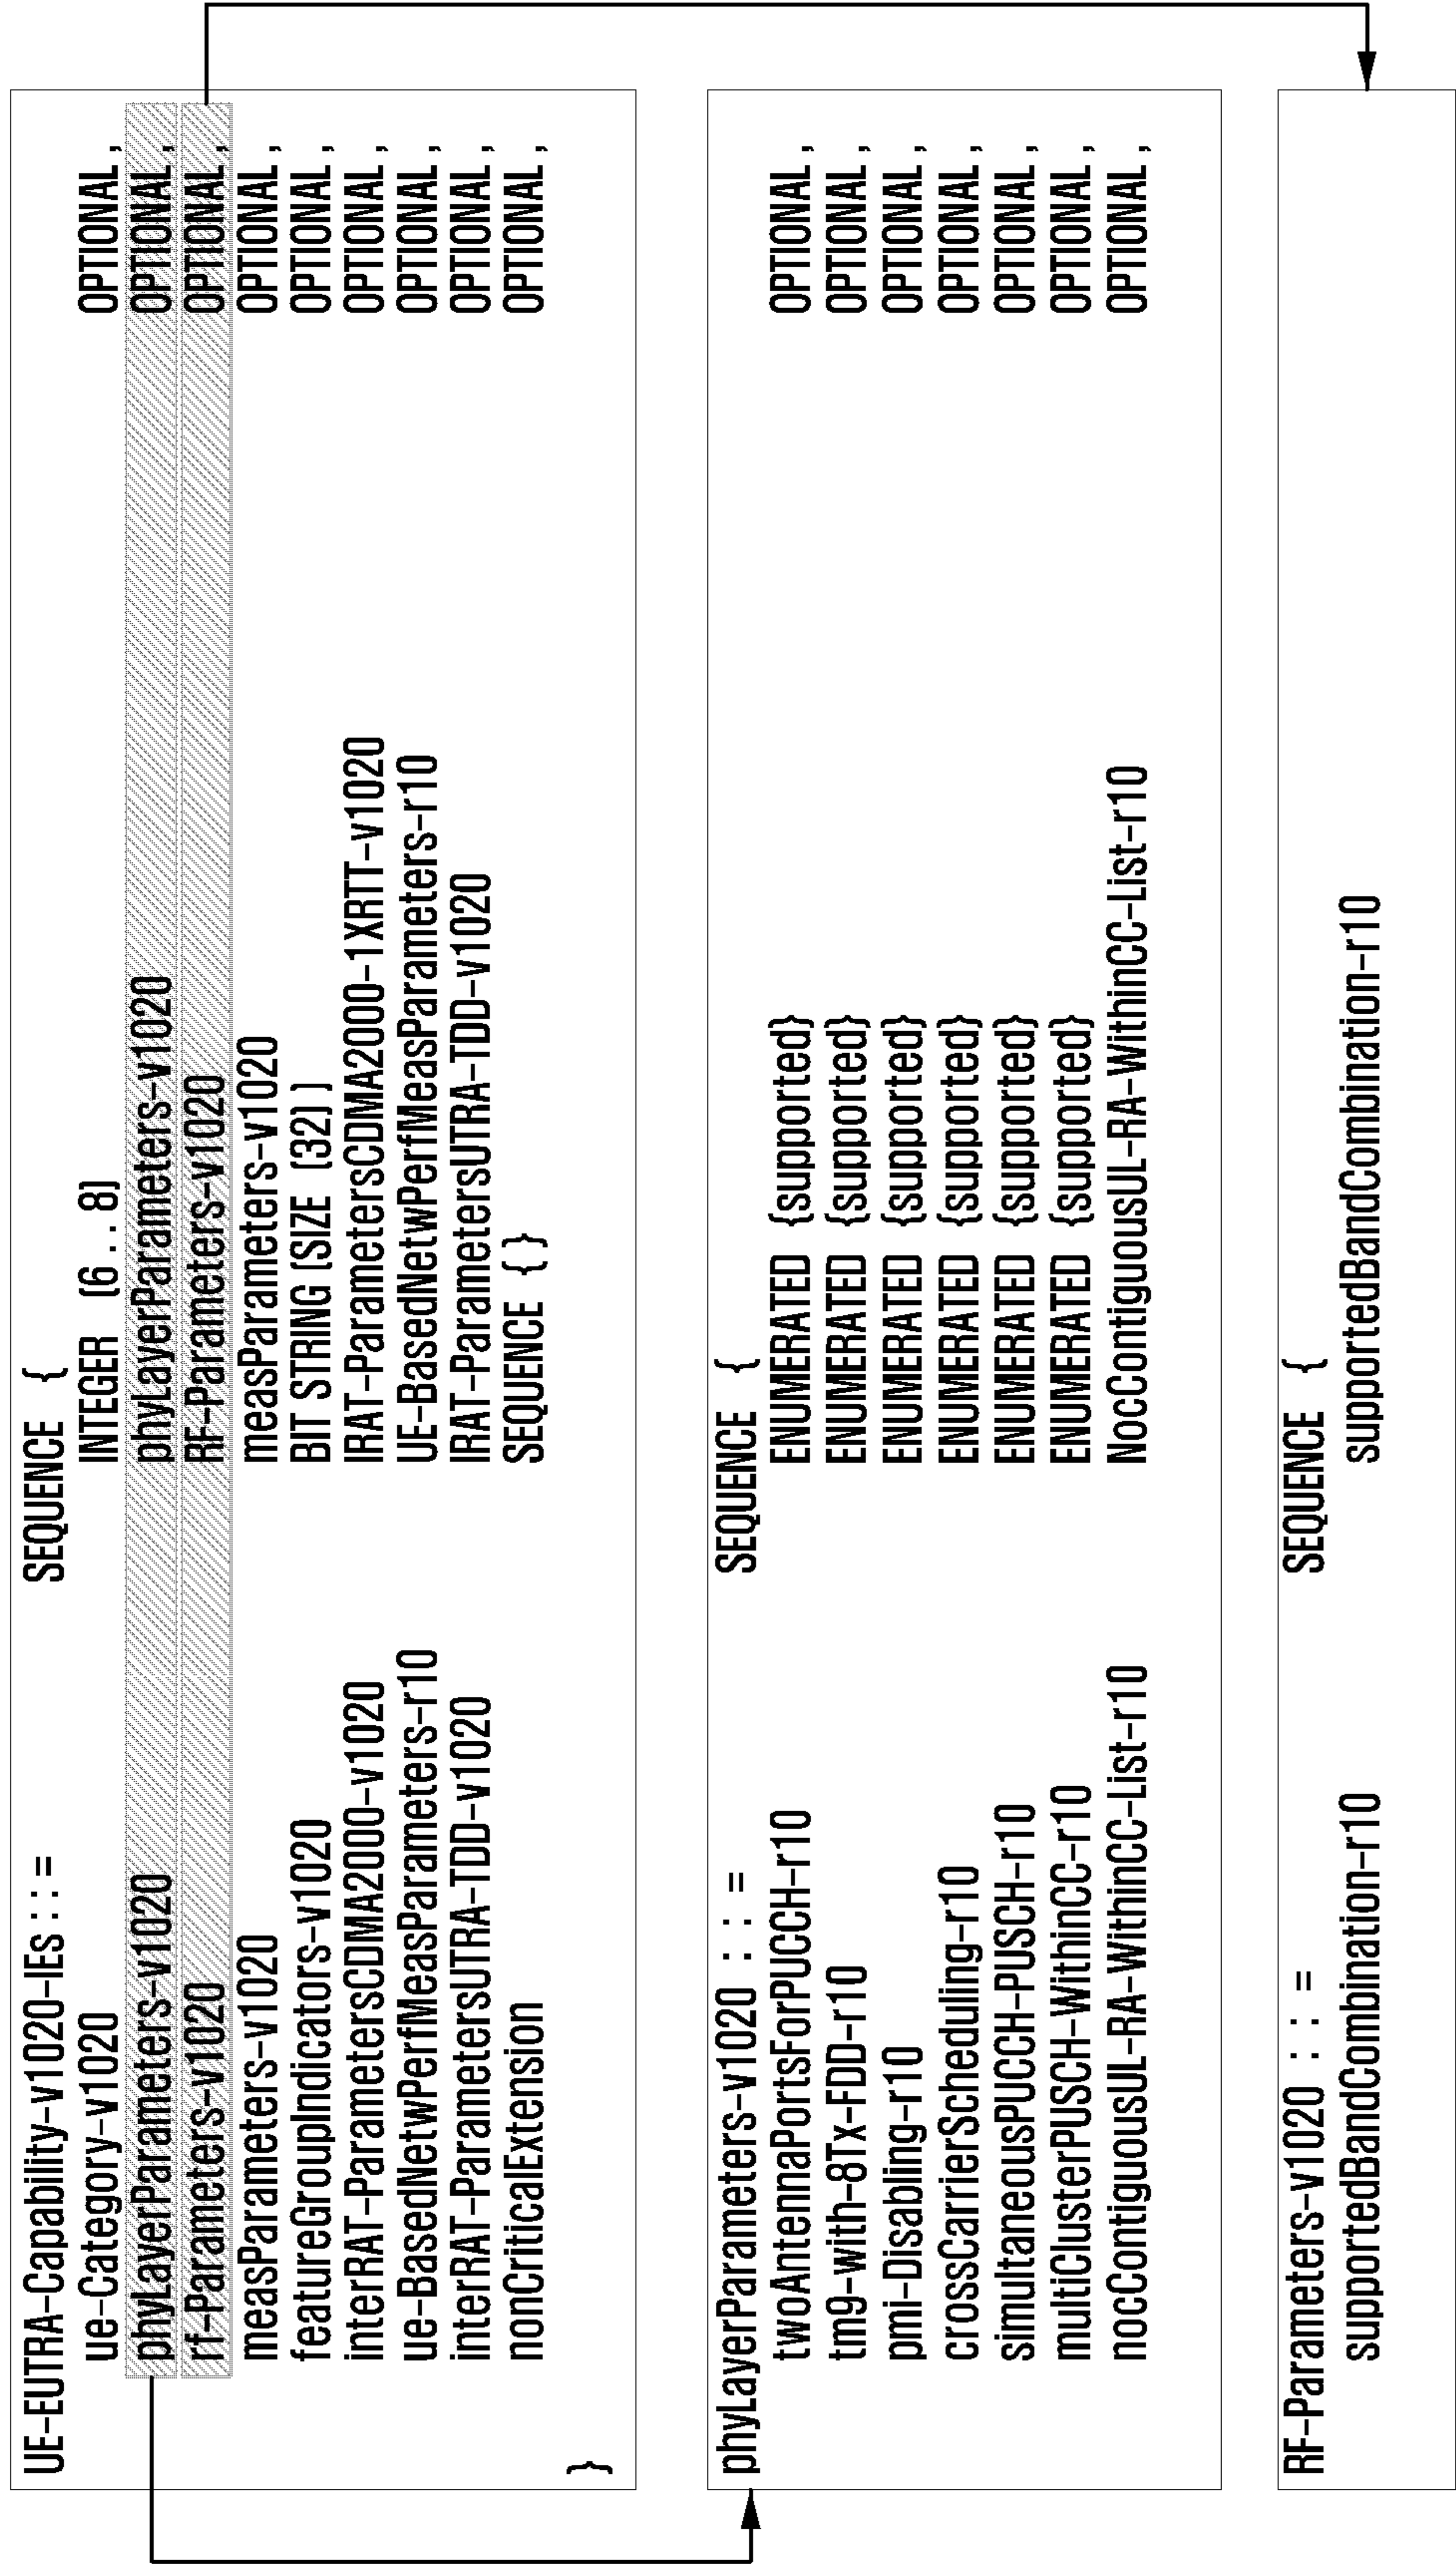 UE-EUTRA-Capability-v1020-IEs : : = SEQUENCE {
ue-Category-v1020 INTEGER (6 . . 8) OPTIONAL ,
phyLayerParameters-v1020 phyLayerParameters-v1020 OPTIONAL ,
rf-Parameters-v1020 RF-Parameters-v1020 OPTIONAL ,
measParameters-v1020 measParameters-v1020 OPTIONAL ,
featureGroupIndicators-v1020 BIT STRING (SIZE (32) ) OPTIONAL ,
interRAT-ParametersCDMA2000-v1020 IRAT-ParametersCDMA2000-1XRTT-v1020 OPTIONAL ,
ue-BasedNetwPerfMeasParameters-r10 UE-BasedNetwPerfMeasParameters-r10 OPTIONAL ,
interRAT-ParametersUTRA-TDD-v1020 IRAT-ParametersUTRA-TDD-v1020 OPTIONAL ,
nonCriticalExtension SEQUENCE { } OPTIONAL ,
}
phyLayerParameters-v1020 : : = SEQUENCE {
twoAntennaPortsForPUCCH-r10 ENUMERATED {supported} OPTIONAL ,
tm9-with-8Tx-FDD-r10 ENUMERATED {supported} OPTIONAL ,
pmi-Disabling-r10 ENUMERATED {supported} OPTIONAL ,
crossCarrierScheduling-r10 ENUMERATED {supported} OPTIONAL ,
simultaneousPUCCH-PUSCH-r10 ENUMERATED {supported} OPTIONAL ,
mutiClusterPUSCH-WithinCC-r10 ENUMERATED {supported} OPTIONAL ,
nocContiguousUL-RA-WithinCC-List-r10 NocContiguousUL-RA-WithinCC-List-r10 OPTIONAL ,
RF-Parameters-v1020 : : = SEQUENCE {
supportedBandCombination-r10 supportedBandCombination-r10